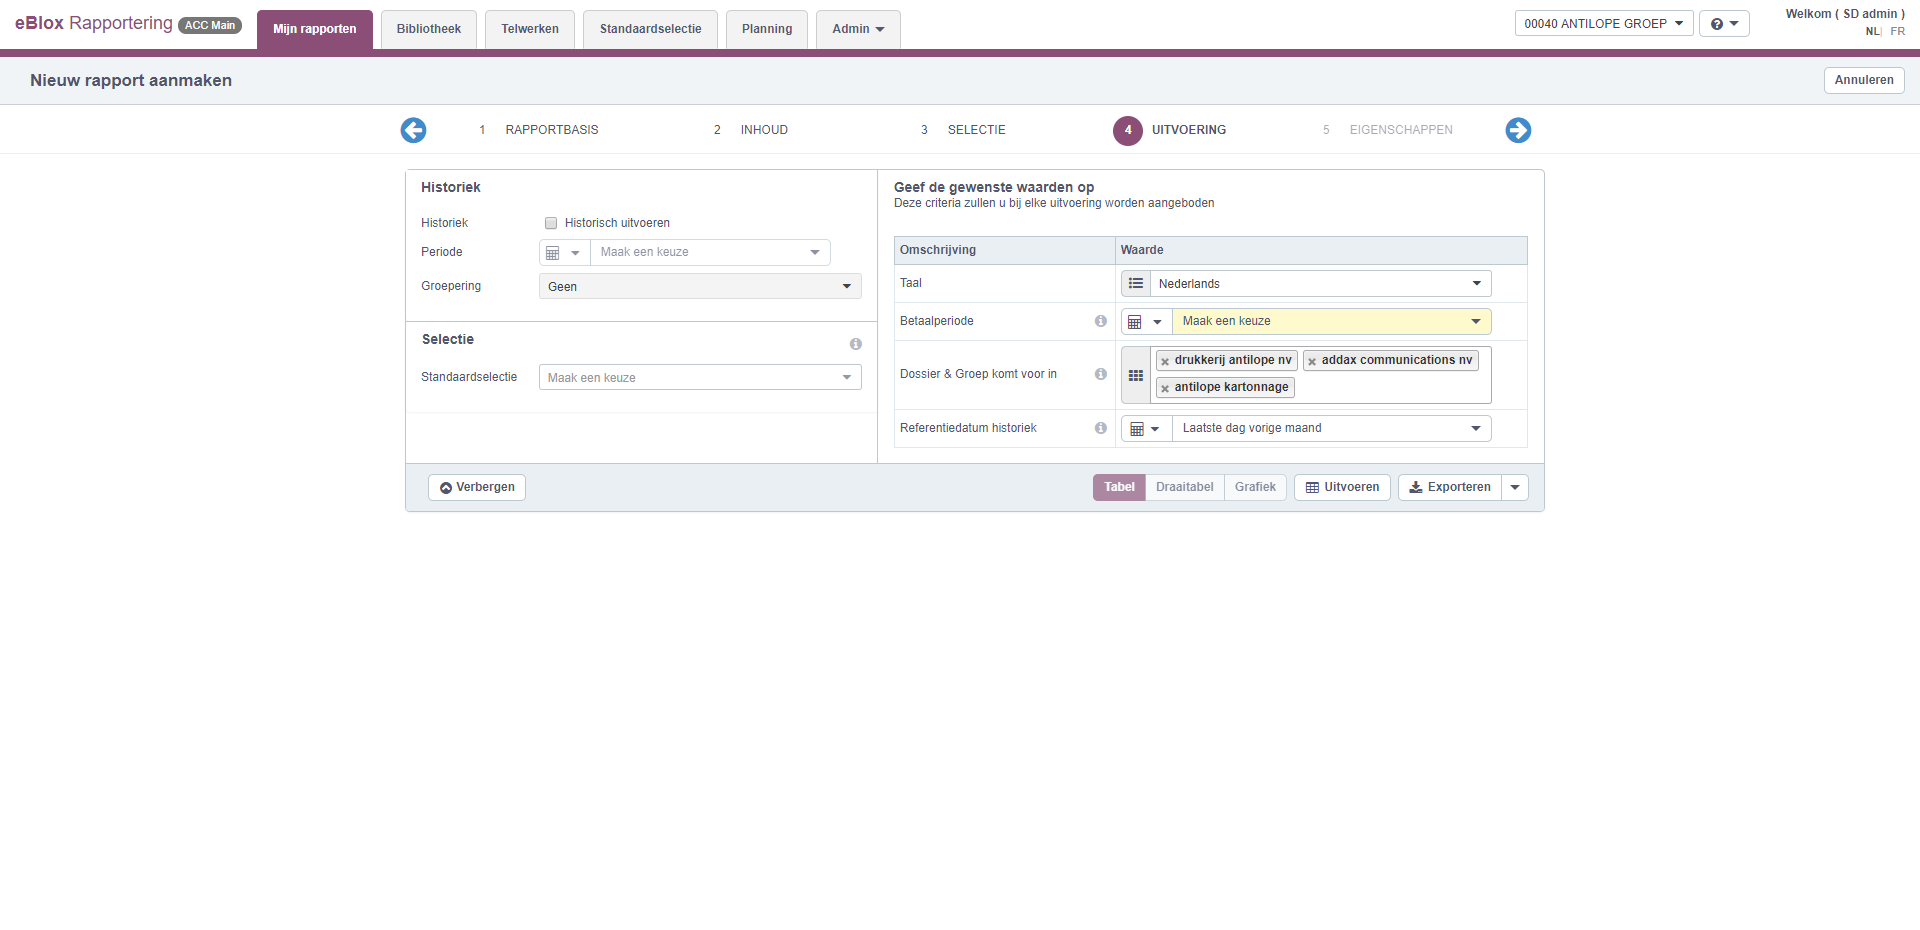 eBlox Rapportering ACC Main
Mijn rapporten
Bibliotheek
Telwerken
Standaardselectie
Planning
Admin
00040 ANTILOPE GROEP
Welkom ( SD admin )
NL| FR
Nieuw rapport aanmaken
Annuleren
1 RAPPORTBASIS
2 INHOUD
3 SELECTIE
4 UITVOERING
5 EIGENSCHAPPEN
Historiek
Historiek Historisch uitvoeren
Periode Maak een keuze
Groepering Geen
Selectie
Standaardselectie Maak een keuze
Geef de gewenste waarden op
Deze criteria zullen u bij elke uitvoering worden aangeboden
Omschrijving Waarde
Taal Nederlands
Betaalperiode Maak een keuze
Dossier & Groep komt voor in
drukkerij antilope nv addax communications nv
antilope kartonnage
Referentiedatum historiek Laatste dag vorige maand
Verbergen
Tabel Draaitabel Grafiek Uitvoeren Exporteren